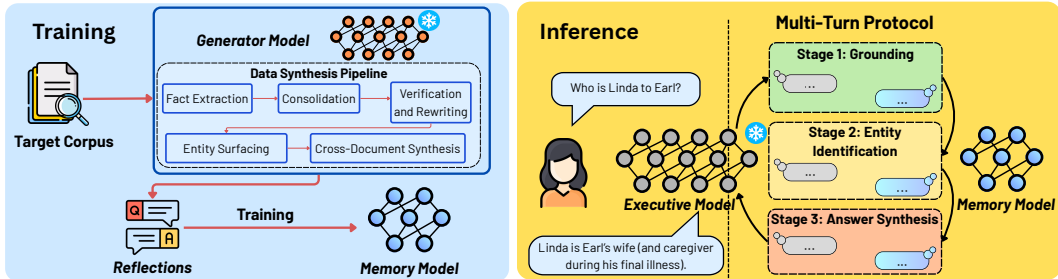 Training
Generator Model
Data Synthesis Pipeline
Fact Extraction
Consolidation
Verification
and Rewriting
Entity Surfacing
Cross-Document Synthesis
Target Corpus
Q
A
Reflections
Training
Memory Model
Inference
Multi-Turn Protocol
Who is Linda to Earl?
Executive Model
Linda is Earl's wife (and caregiver
during his final illness).
Stage 1: Grounding
...
...
Stage 2: Entity
Identification
...
...
Stage 3: Answer Synthesis
...
...
Memory Model